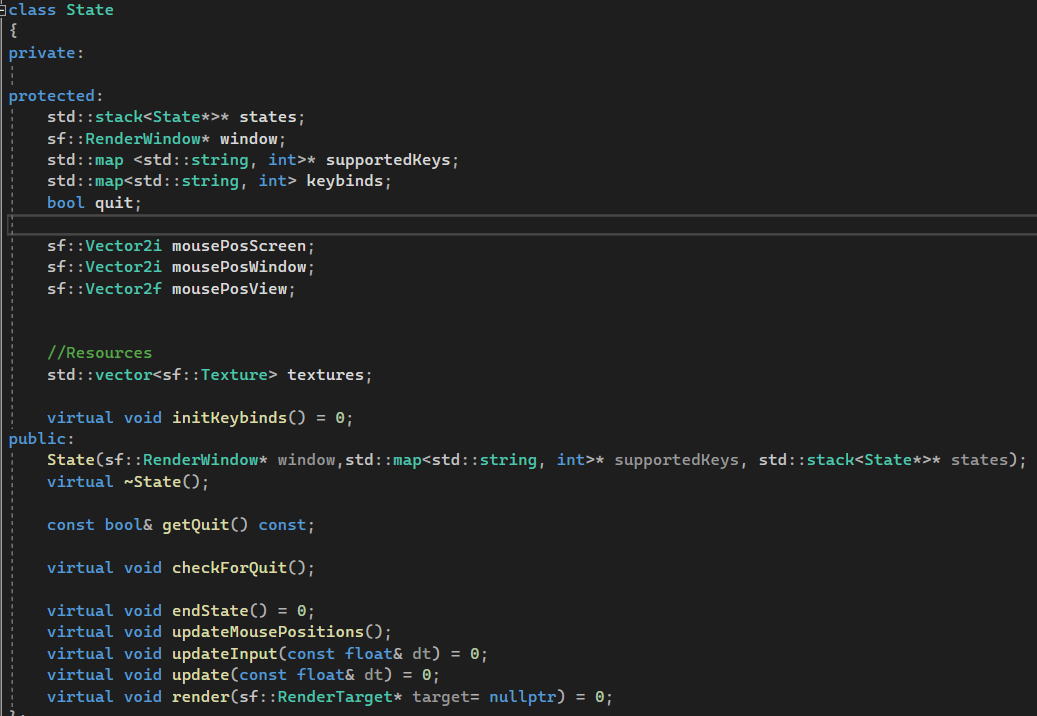 class State
{
private:
protected:
std::stack<State*>* states;
sf::RenderWindow* window;
std::map <std::string, int>* supportedKeys;
std::map<std::string, int> keybinds;
bool quit;
sf::Vector2i mousePosScreen;
sf::Vector2i mousePosWindow;
sf::Vector2f mousePosView;
//Resources
std::vector<sf::Texture> textures;
virtual void initKeybinds() = 0;
public:
State(sf::RenderWindow* window,std::map<std::string, int>* supportedKeys, std::stack<State*>* states);
virtual ~State();
const bool& getQuit() const;
virtual void checkForQuit();
virtual void endState() = 0;
virtual void updateMousePositions();
virtual void updateInput(const float& dt) = 0;
virtual void update(const float& dt) = 0;
virtual void render(sf::RenderTarget* target= nullptr) = 0;
};